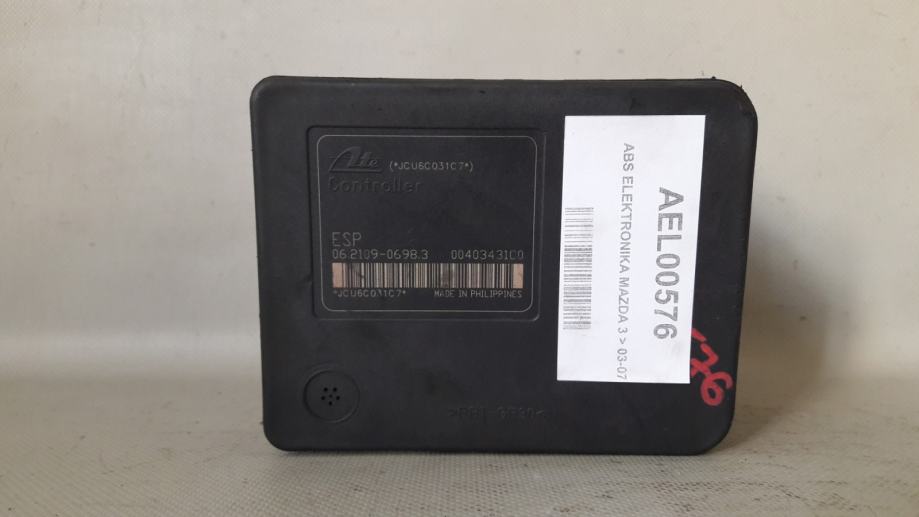 Ate (*JCU6C031C7*)
Controller
ESP
06.2109-0698.3 00403431C0
*JCU6C031C7* MADE IN PHILIPPINES
AEL00576
ABS ELEKTRONIKA MAZDA 3 > 03-07
76